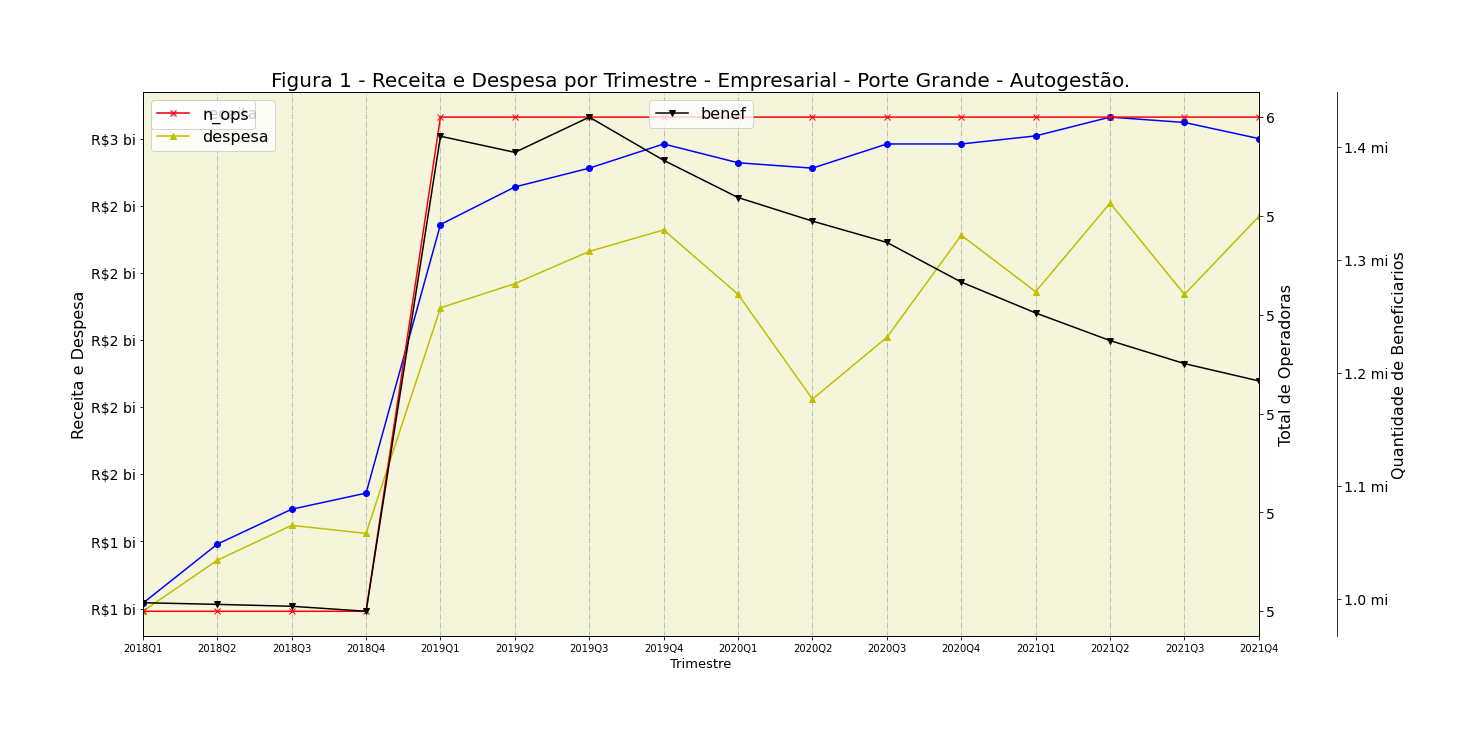 Figura 1 - Receita e Despesa por Trimestre - Empresarial - Porte Grande - Autogestão.
n_ops
despesa
benef
R$3 bi
R$2 bi
R$2 bi
R$2 bi
R$2 bi
R$2 bi
R$1 bi
R$1 bi
Receita e Despesa
6
5
5
5
5
5
Total de Operadoras
1.4 mi
1.3 mi
1.2 mi
1.1 mi
1.0 mi
Quantidade de Beneficiarios
2018Q1 2018Q2 2018Q3 2018Q4 2019Q1 2019Q2 2019Q3 2019Q4 2020Q1 2020Q2 2020Q3 2020Q4 2021Q1 2021Q2 2021Q3 2021Q4
Trimestre